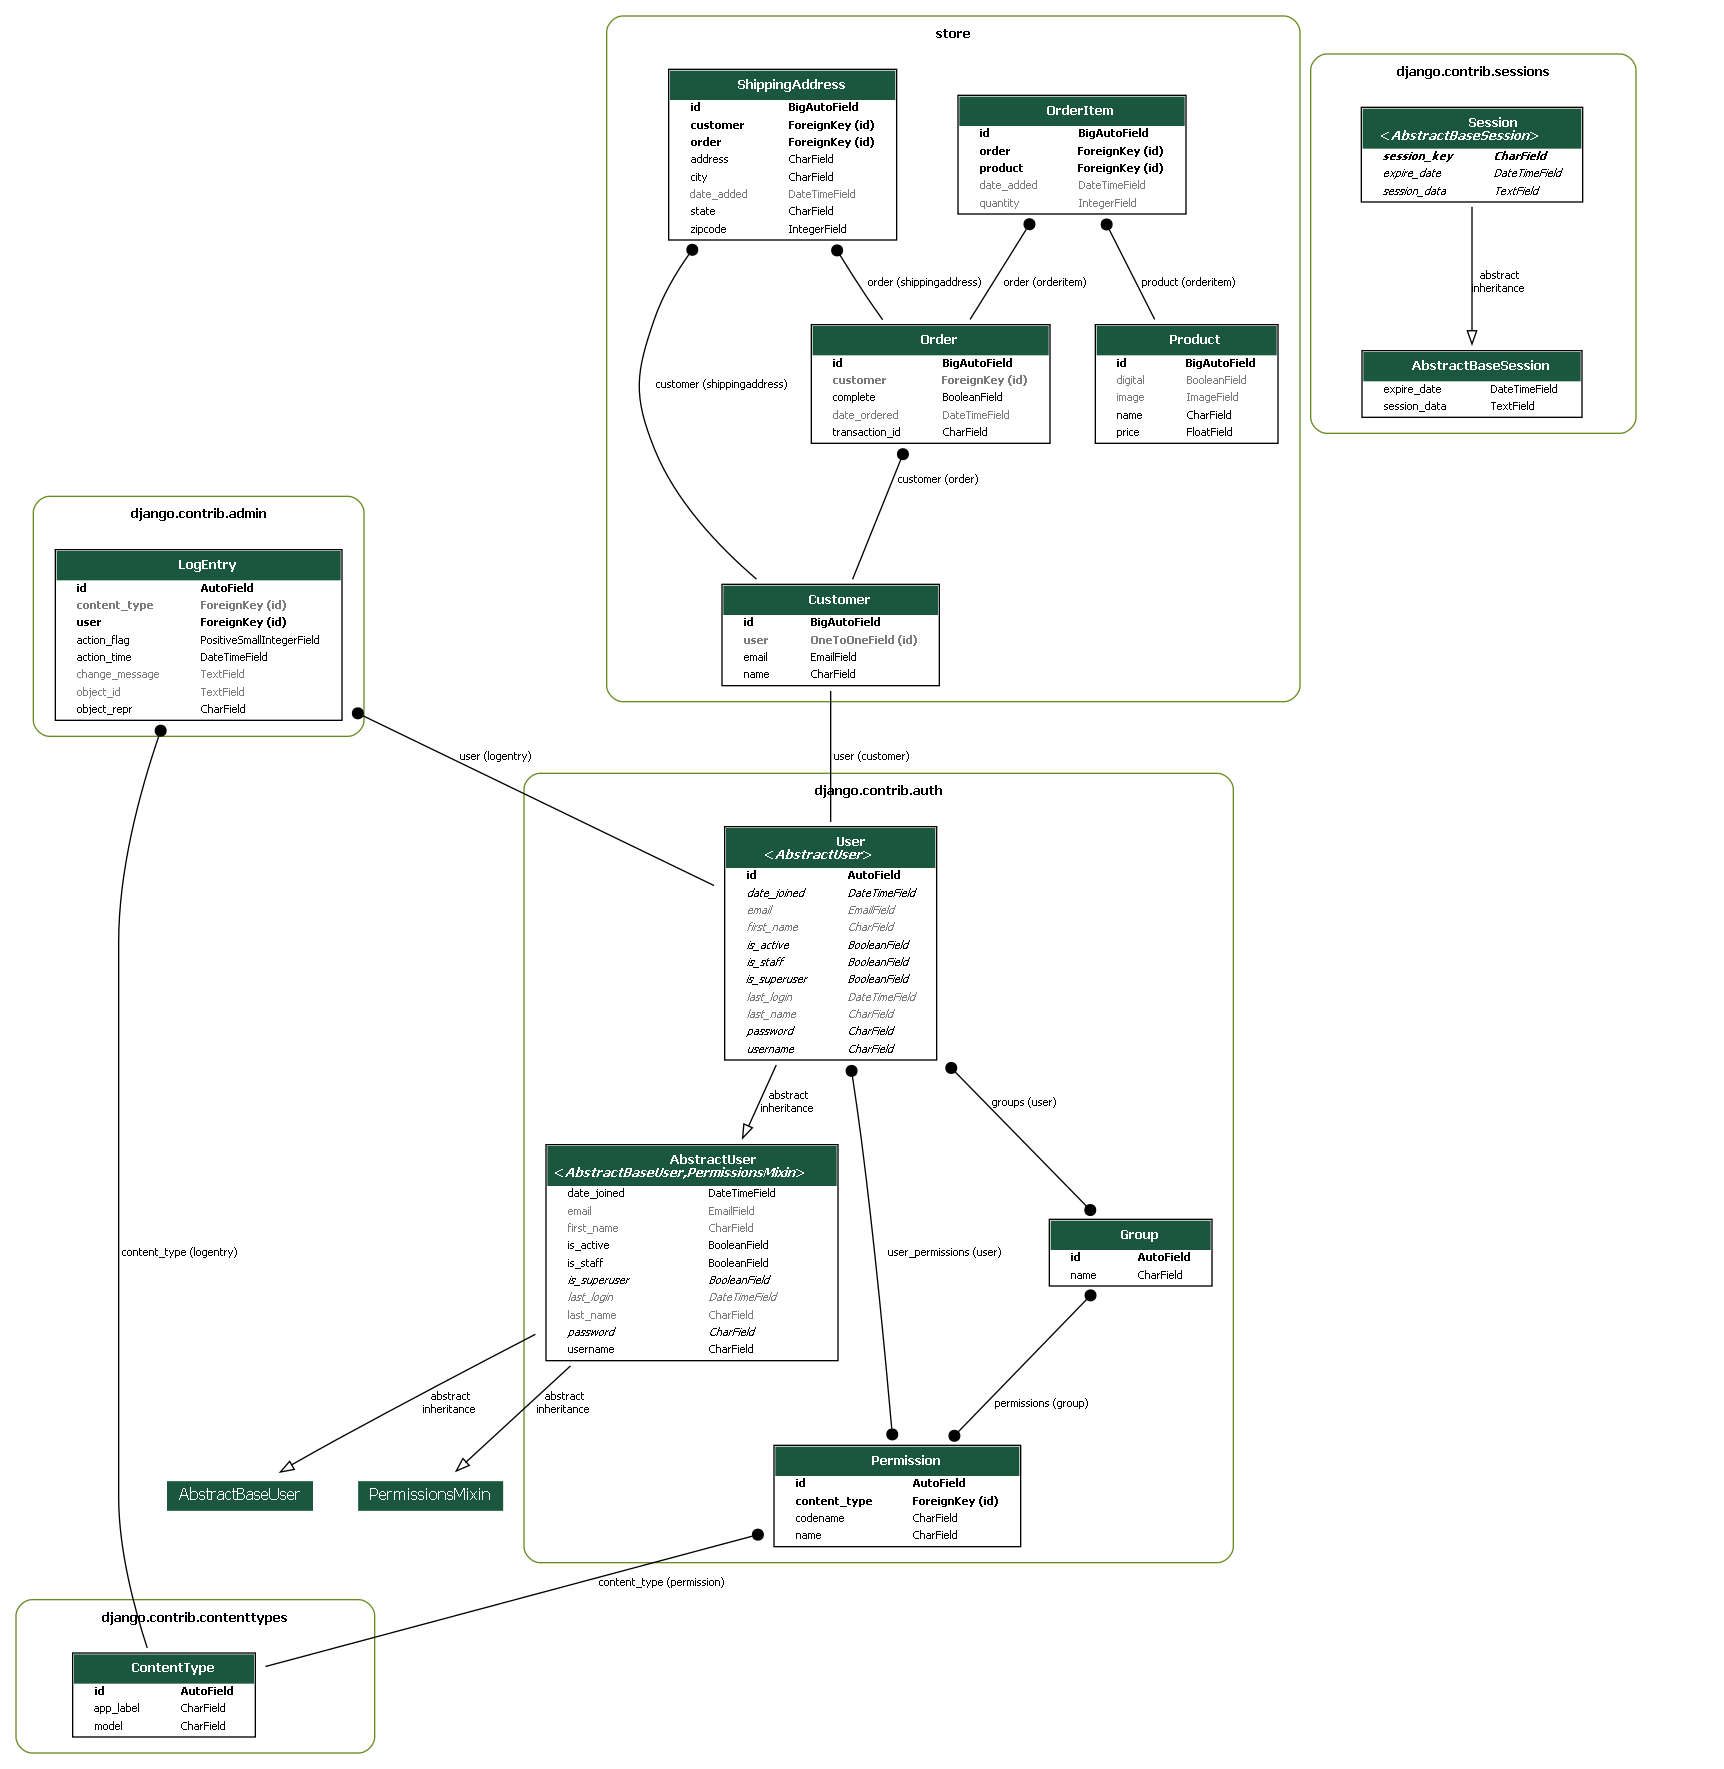 store
ShippingAddress
id BigAutoField
customer ForeignKey (id)
order ForeignKey (id)
address CharField
city CharField
date_added DateTimeField
state CharField
zipcode IntegerField
OrderItem
id BigAutoField
order ForeignKey (id)
product ForeignKey (id)
date_added DateTimeField
quantity IntegerField
order (shippingaddress)
order (orderitem)
product (orderitem)
customer (shippingaddress)
Order
id BigAutoField
customer ForeignKey (id)
complete BooleanField
date_ordered DateTimeField
transaction_id CharField
Product
id BigAutoField
digital BooleanField
image ImageField
name CharField
price FloatField
customer (order)
Customer
id BigAutoField
user OneToOneField (id)
email EmailField
name CharField
django.contrib.sessions
Session
<AbstractBaseSession>
session_key CharField
expire_date DateTimeField
session_data TextField
abstract
inheritance
AbstractBaseSession
expire_date DateTimeField
session_data TextField
django.contrib.admin
LogEntry
id AutoField
content_type ForeignKey (id)
user ForeignKey (id)
action_flag PositiveSmallIntegerField
action_time DateTimeField
change_message TextField
object_id TextField
object_repr CharField
user (logentry)
user (customer)
django.contrib.auth
User
<AbstractUser>
id AutoField
date_joined DateTimeField
email EmailField
first_name CharField
is_active BooleanField
is_staff BooleanField
is_superuser BooleanField
last_login DateTimeField
last_name CharField
password CharField
username CharField
abstract
inheritance
groups (user)
AbstractUser
<AbstractBaseUser,PermissionsMixin>
date_joined DateTimeField
email EmailField
first_name CharField
is_active BooleanField
is_staff BooleanField
is_superuser BooleanField
last_login DateTimeField
last_name CharField
password CharField
username CharField
user_permissions (user)
Group
id AutoField
name CharField
content_type (logentry)
abstract
inheritance
abstract
inheritance
permissions (group)
AbstractBaseUser
PermissionsMixin
Permission
id AutoField
content_type ForeignKey (id)
codename CharField
name CharField
content_type (permission)
django.contrib.contenttypes
ContentType
id AutoField
app_label CharField
model CharField